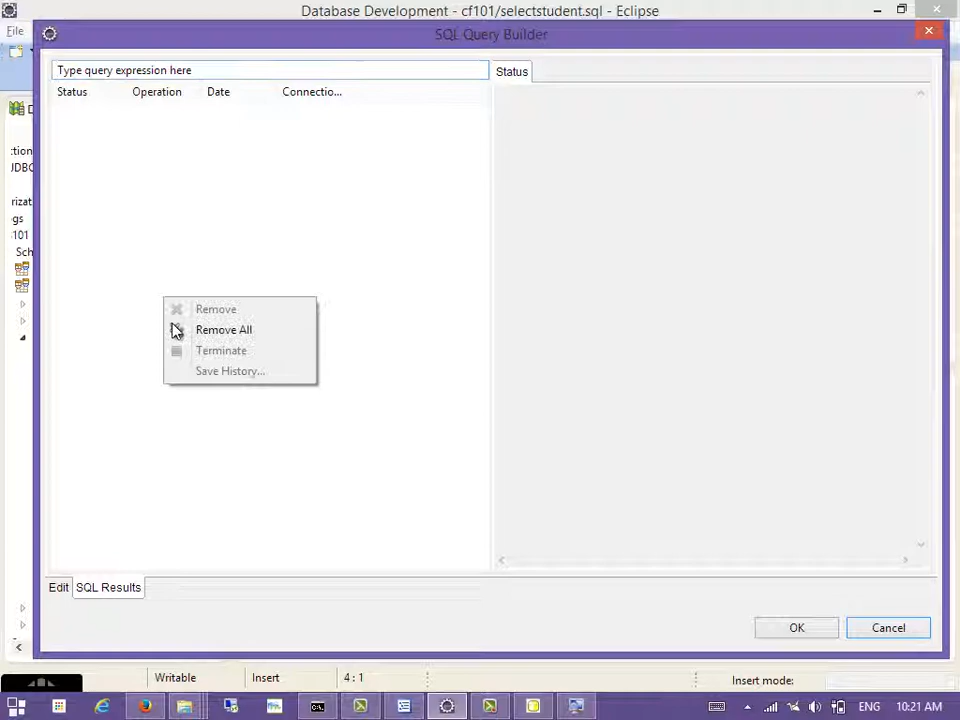 Database Development - cf101/selectstudent.sql - Eclipse
File
SQL Query Builder
Type query expression here
Status
Status
Operation
Date
Connectio...
Remove
Remove All
Terminate
Save History...
Edit
SQL Results
OK
Cancel
Writable
Insert
4 : 1
Insert mode:
ENG
10:21 AM